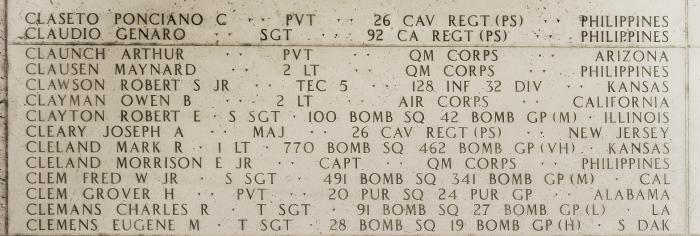 CLASETO PONCIANO C · · PVT · · 26 CAV REGT (PS) · · PHILIPPINES
CLAUDIO GENARO · · SGT · · 92 CA REGT (PS) · · PHILIPPINES
CLAUNCH ARTHUR · · PVT · · QM CORPS · · ARIZONA
CLAUSEN MAYNARD · · 2 LT · · QM CORPS · · PHILIPPINES
CLAWSON ROBERT S JR · · TEC 5 · · 128 INF 32 DIV · · KANSAS
CLAYMAN OWEN B · · 2 LT · · AIR CORPS · · CALIFORNIA
CLAYTON ROBERT E · S SGT · 100 BOMB SQ 42 BOMB GP (M) · ILLINOIS
CLEARY JOSEPH A · · MAJ · · 26 CAV REGT (PS) · · NEW JERSEY
CLELAND MARK R · 1 LT · 770 BOMB SQ 462 BOMB GP (VH) · KANSAS
CLELAND MORRISON E JR · · CAPT · · QM CORPS · · PHILIPPINES
CLEM FRED W JR · · S SGT · · 491 BOMB SQ 341 BOMB GP (M) · · CAL
CLEM GROVER H · · PVT · · 20 PUR SQ 24 PUR GP · · ALABAMA
CLEMANS CHARLES R · · T SGT · · 91 BOMB SQ 27 BOMB GP (L) · · LA
CLEMENS EUGENE M · T SGT · 28 BOMB SQ 19 BOMB GP (H) · · S DAK